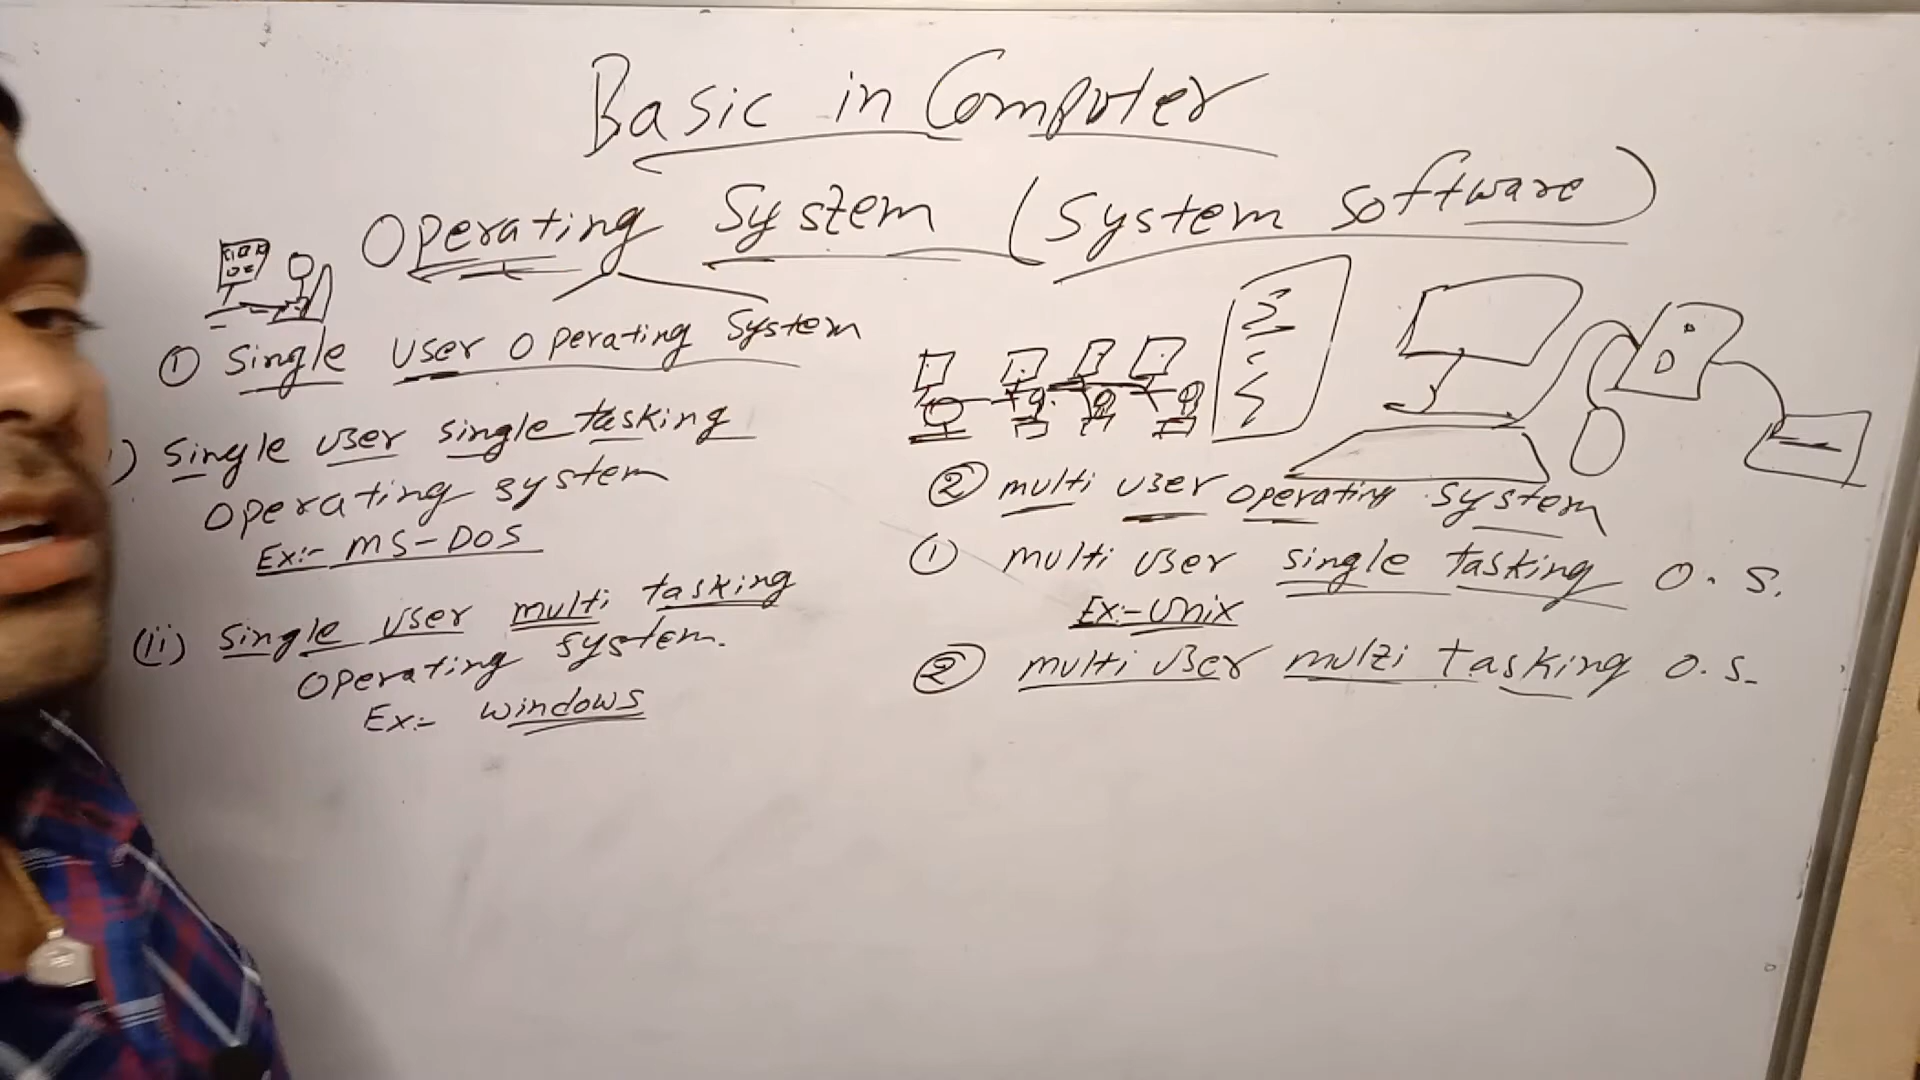 Basic in Computer
Operating System (System software)
① Single user operating System
) Single user single tasking
operating system
Ex:- MS-DOS
(ii) Single user multi tasking
operating system.
Ex:- windows
② multi user operating system
① multi user single tasking O.S.
Ex:- Unix
② multi user multi tasking O.S.